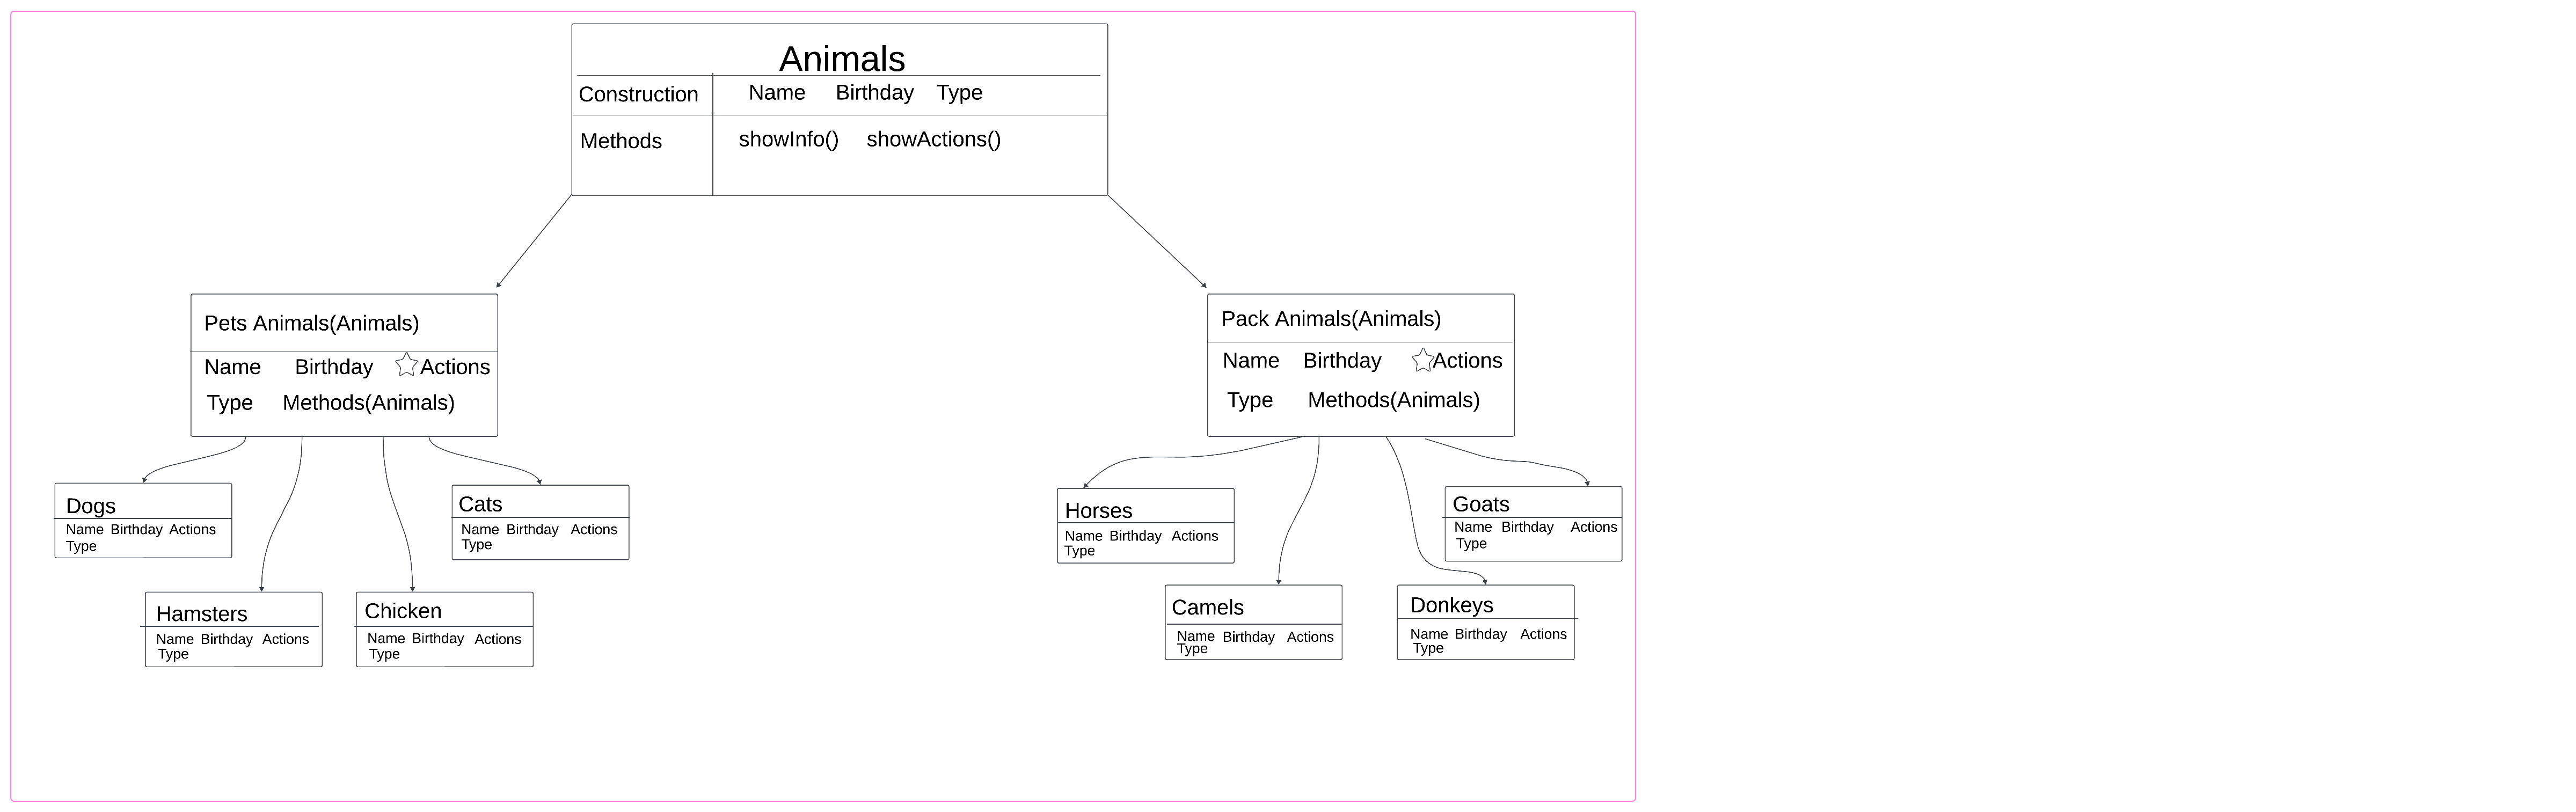 Animals
Construction Name Birthday Type
Methods showInfo() showActions()
Pets Animals(Animals)
Name Birthday Actions
Type Methods(Animals)
Pack Animals(Animals)
Name Birthday Actions
Type Methods(Animals)
Dogs
Name Birthday Actions
Type
Cats
Name Birthday Actions
Type
Hamsters
Name Birthday Actions
Type
Chicken
Name Birthday Actions
Type
Horses
Name Birthday Actions
Type
Goats
Name Birthday Actions
Type
Camels
Name Birthday Actions
Type
Donkeys
Name Birthday Actions
Type